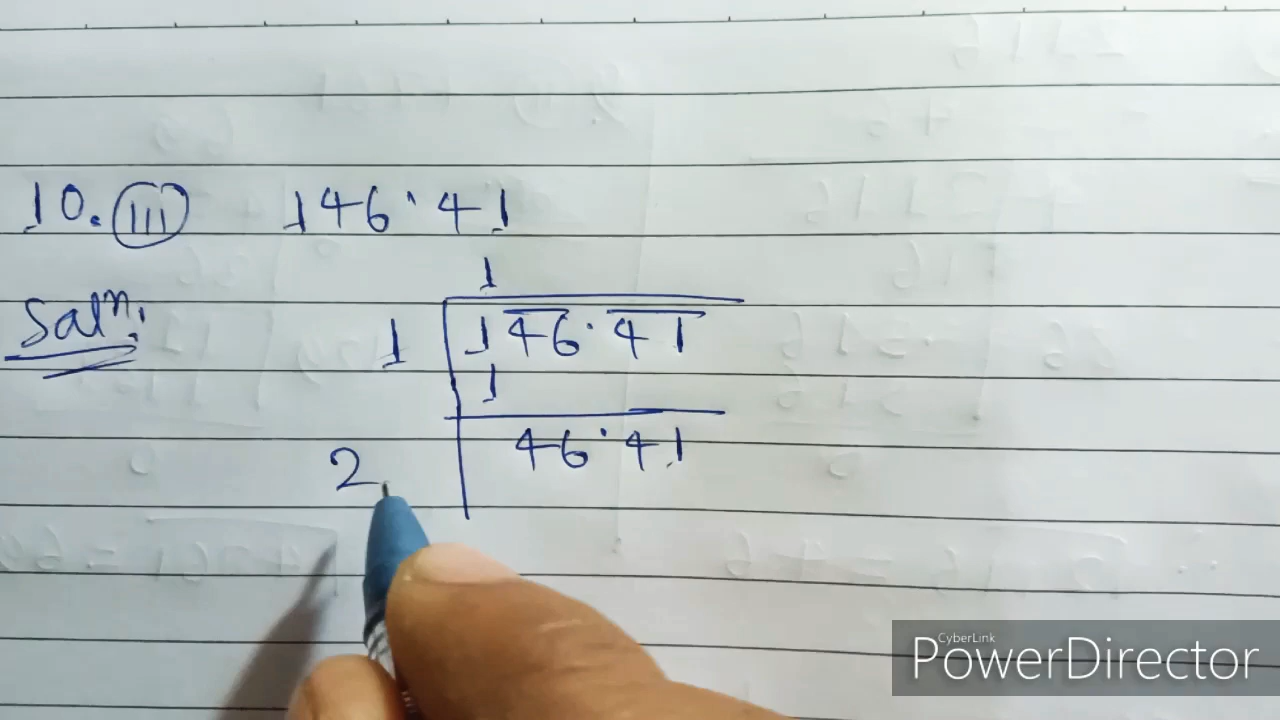 10. (iii) 146·41
Soln.
1
1 146·41
1
2 46·41
CyberLink
PowerDirector